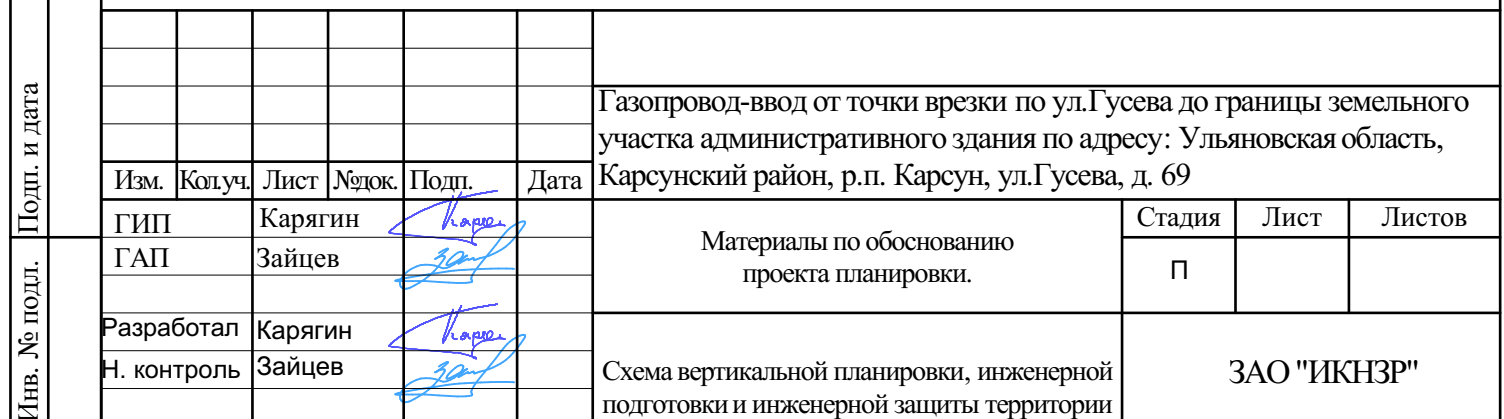 Газопровод-ввод от точки врезки по ул.Гусева до границы земельного
участка административного здания по адресу: Ульяновская область,
Карсунский район, р.п. Карсун, ул.Гусева, д. 69
Изм. Кол.уч. Лист №док. Подп. Дата
ГИП Карягин
ГАП Зайцев
Разработал Карягин
Н. контроль Зайцев
Материалы по обоснованию
проекта планировки.
Стадия Лист Листов
П
Схема вертикальной планировки, инженерной
подготовки и инженерной защиты территории
ЗАО "ИКНЗР"
Подп. и дата
Инв. № подл.